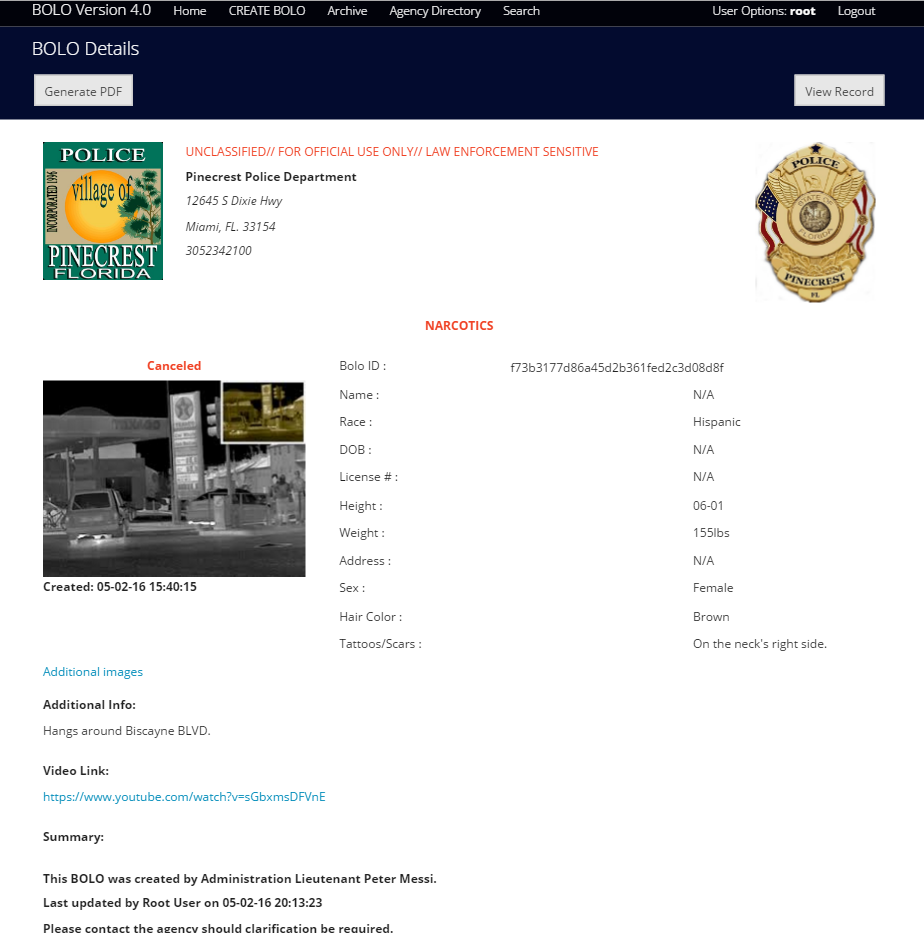 BOLO Version 4.0 Home CREATE BOLO Archive Agency Directory Search User Options: root Logout
BOLO Details
Generate PDF View Record
POLICE
village of
INCORPORATED 1996
PINECREST
FLORIDA
UNCLASSIFIED// FOR OFFICIAL USE ONLY// LAW ENFORCEMENT SENSITIVE
Pinecrest Police Department
12645 S Dixie Hwy
Miami, FL. 33154
3052342100
POLICE
STATE OF
FLORIDA
PINECREST
FL
NARCOTICS
Canceled
TEXACO
Created: 05-02-16 15:40:15
Bolo ID : f73b3177d86a45d2b361fed2c3d08d8f
Name : N/A
Race : Hispanic
DOB : N/A
License # : N/A
Height : 06-01
Weight : 155lbs
Address : N/A
Sex : Female
Hair Color : Brown
Tattoos/Scars : On the neck's right side.
Additional images
Additional Info:
Hangs around Biscayne BLVD.
Video Link:
https://www.youtube.com/watch?v=sGbxmsDFVnE
Summary:
This BOLO was created by Administration Lieutenant Peter Messi.
Last updated by Root User on 05-02-16 20:13:23
Please contact the agency should clarification be required.